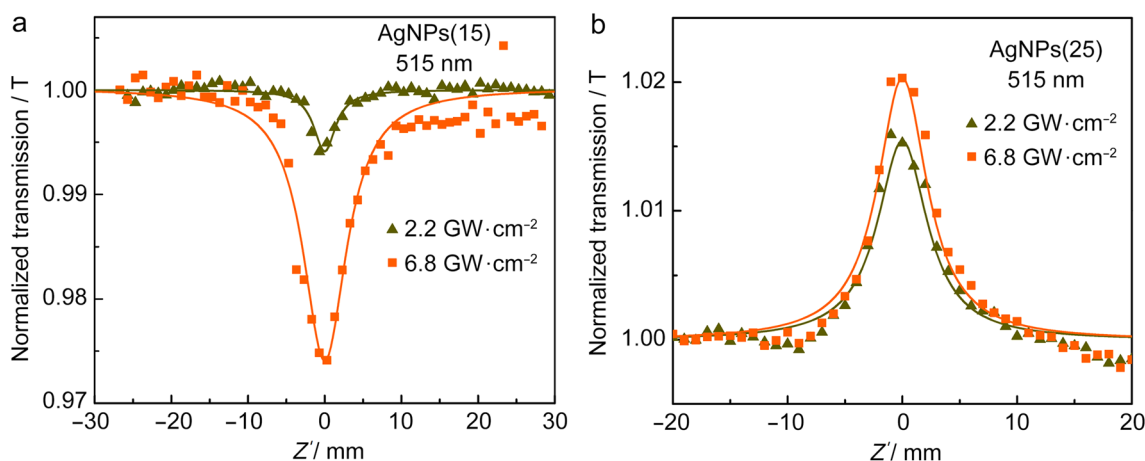 a
AgNPs(15)
515 nm
2.2 GW·cm⁻²
6.8 GW·cm⁻²
Normalized transmission / T
1.00
0.99
0.98
0.97
−30
−20
−10
0
10
20
30
Z′/ mm
b
AgNPs(25)
515 nm
2.2 GW·cm⁻²
6.8 GW·cm⁻²
Normalized transmission / T
1.02
1.01
1.00
−20
−10
0
10
20
Z′/ mm